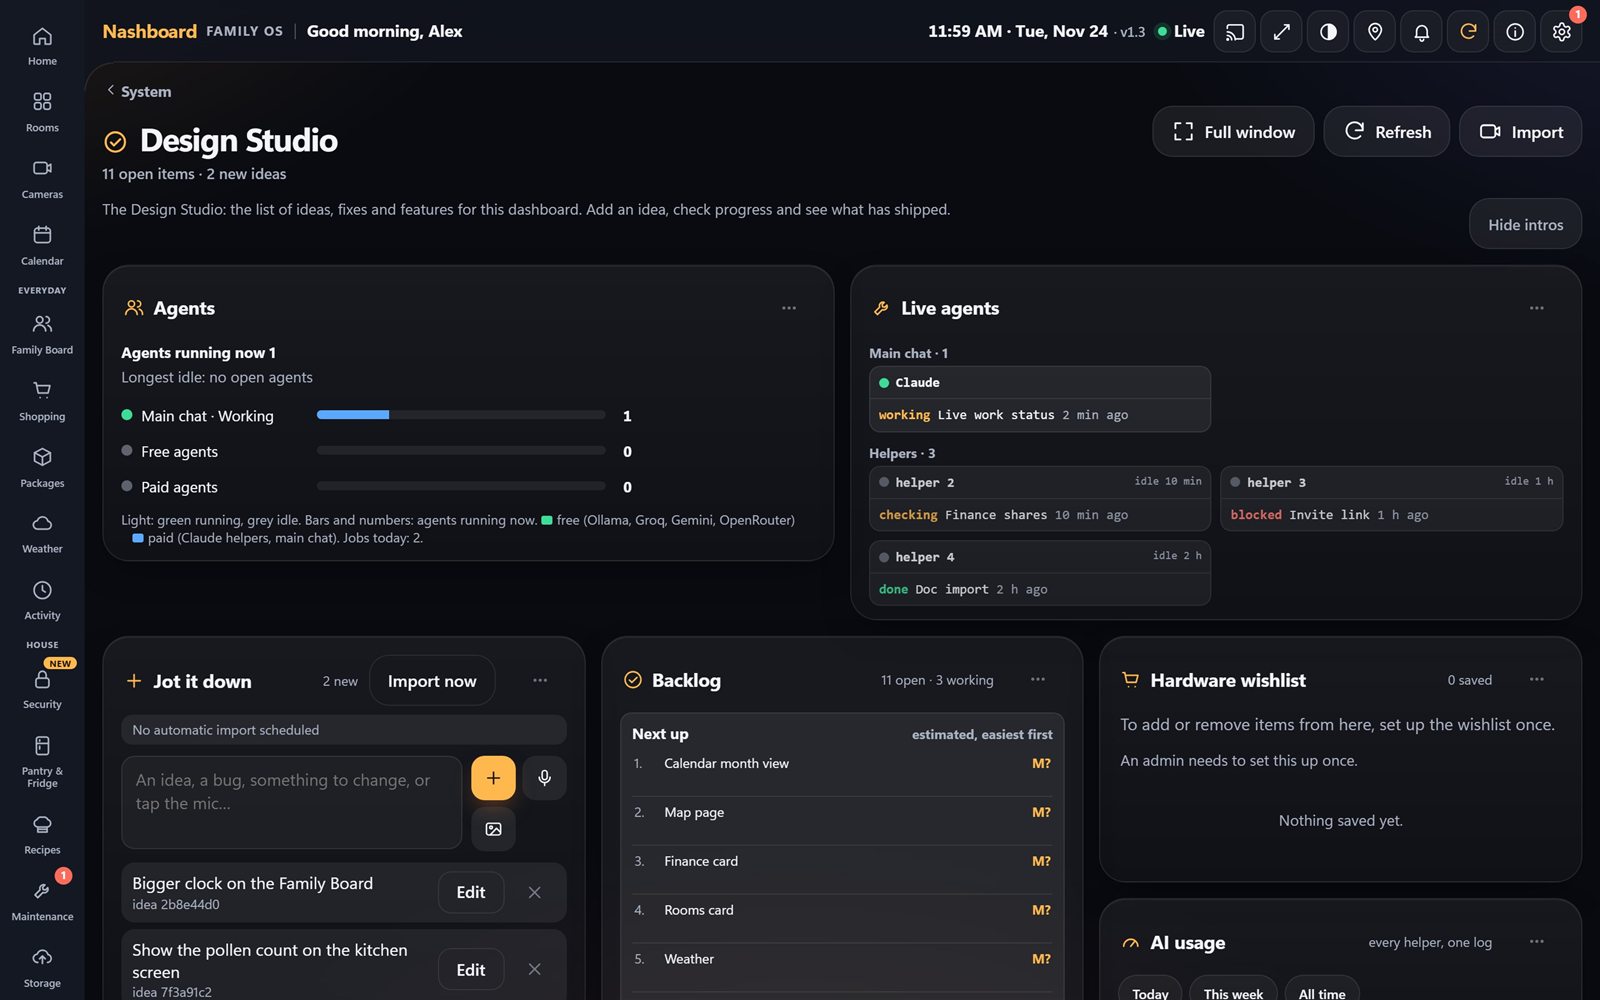 Nashboard FAMILY OS Good morning, Alex
11:59 AM · Tue, Nov 24 · v1.3 Live
1
Home
Rooms
Cameras
Calendar
EVERYDAY
Family Board
Shopping
Packages
Weather
Activity
HOUSE
NEW
Security
Pantry &
Fridge
Recipes
1
Maintenance
Storage
System
Design Studio
11 open items · 2 new ideas
The Design Studio: the list of ideas, fixes and features for this dashboard. Add an idea, check progress and see what has shipped.
Full window
Refresh
Import
Hide intros
Agents
Agents running now 1
Longest idle: no open agents
Main chat · Working 1
Free agents 0
Paid agents 0
Light: green running, grey idle. Bars and numbers: agents running now. free (Ollama, Groq, Gemini, OpenRouter)
paid (Claude helpers, main chat). Jobs today: 2.
Live agents
Main chat · 1
Claude
working Live work status 2 min ago
Helpers · 3
helper 2 idle 10 min
checking Finance shares 10 min ago
helper 3 idle 1 h
blocked Invite link 1 h ago
helper 4 idle 2 h
done Doc import 2 h ago
Jot it down 2 new Import now
No automatic import scheduled
An idea, a bug, something to change, or
tap the mic...
Bigger clock on the Family Board
idea 2b8e44d0
Edit
Show the pollen count on the kitchen
screen
idea 7f3a91c2
Edit
Backlog 11 open · 3 working
Next up estimated, easiest first
1. Calendar month view M?
2. Map page M?
3. Finance card M?
4. Rooms card M?
5. Weather M?
Hardware wishlist 0 saved
To add or remove items from here, set up the wishlist once.
An admin needs to set this up once.
Nothing saved yet.
AI usage every helper, one log
Today This week All time